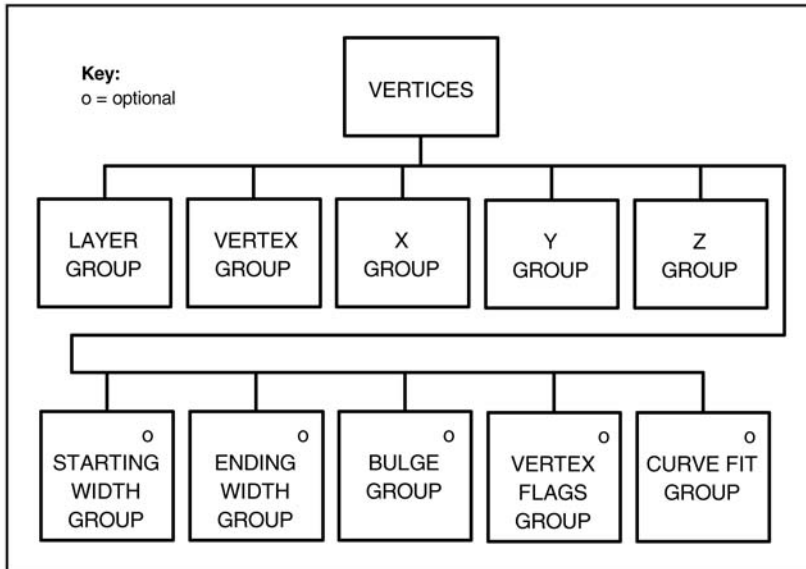 Key:
o = optional
VERTICES
LAYER
GROUP
VERTEX
GROUP
X
GROUP
Y
GROUP
Z
GROUP
o
STARTING
WIDTH
GROUP
o
ENDING
WIDTH
GROUP
o
BULGE
GROUP
o
VERTEX
FLAGS
GROUP
o
CURVE FIT
GROUP